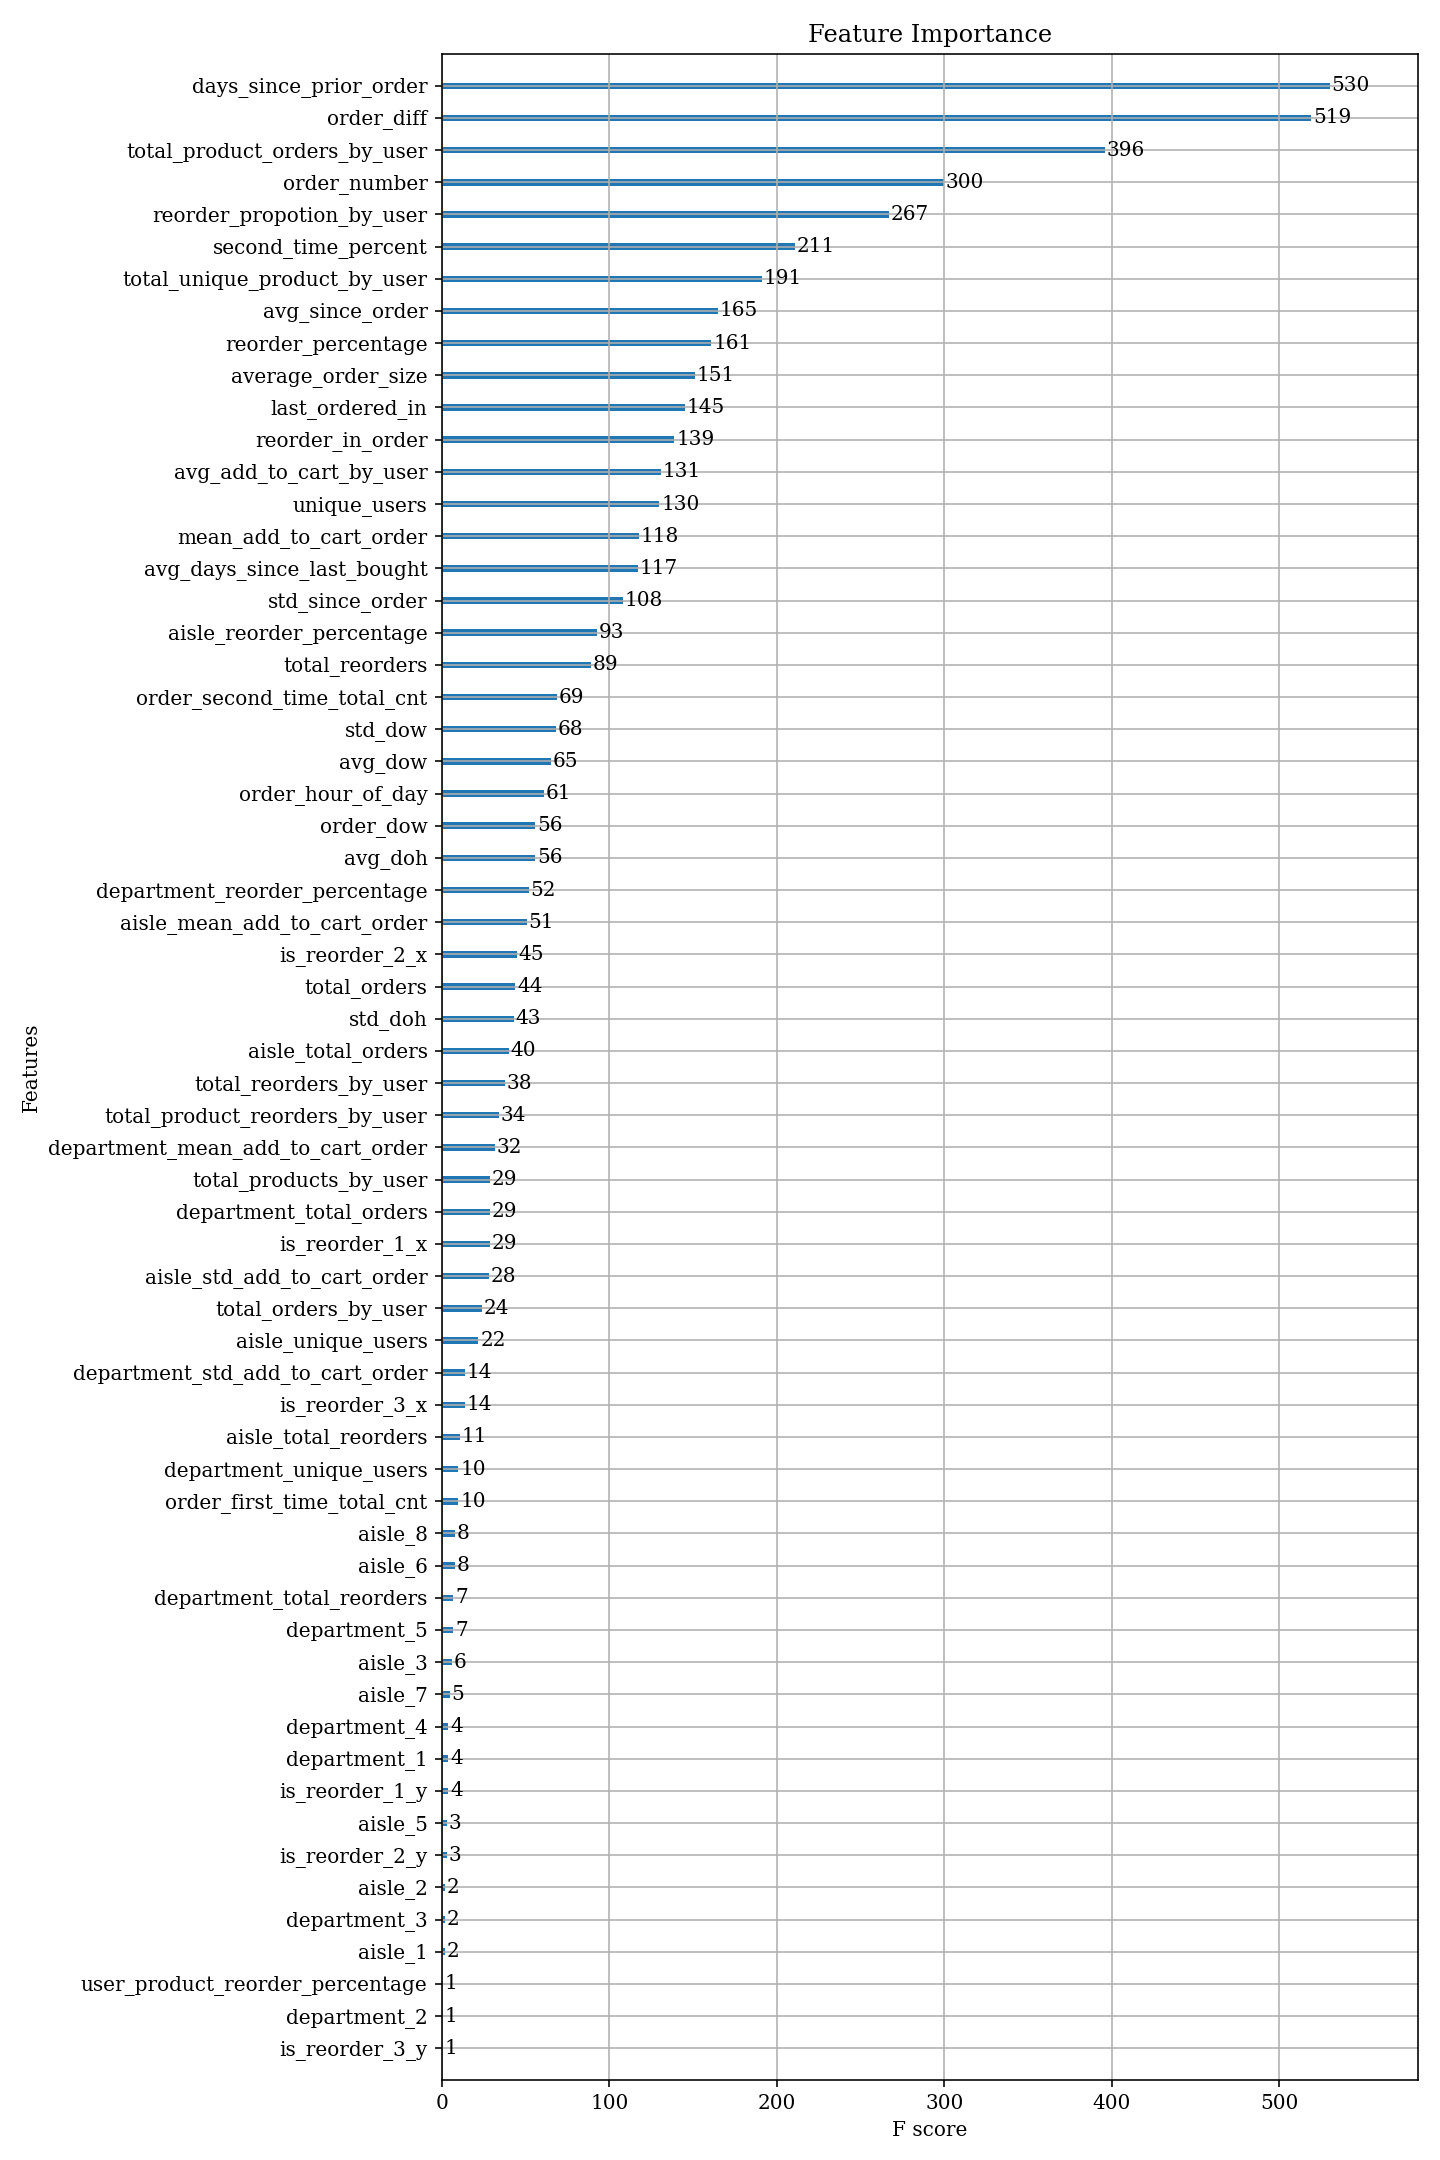 Feature Importance
days_since_prior_order 530
order_diff 519
total_product_orders_by_user 396
order_number 300
reorder_propotion_by_user 267
second_time_percent 211
total_unique_product_by_user 191
avg_since_order 165
reorder_percentage 161
average_order_size 151
last_ordered_in 145
reorder_in_order 139
avg_add_to_cart_by_user 131
unique_users 130
mean_add_to_cart_order 118
avg_days_since_last_bought 117
std_since_order 108
aisle_reorder_percentage 93
total_reorders 89
order_second_time_total_cnt 69
std_dow 68
avg_dow 65
order_hour_of_day 61
order_dow 56
avg_doh 56
department_reorder_percentage 52
aisle_mean_add_to_cart_order 51
is_reorder_2_x 45
total_orders 44
std_doh 43
aisle_total_orders 40
total_reorders_by_user 38
total_product_reorders_by_user 34
department_mean_add_to_cart_order 32
total_products_by_user 29
department_total_orders 29
is_reorder_1_x 29
aisle_std_add_to_cart_order 28
total_orders_by_user 24
aisle_unique_users 22
department_std_add_to_cart_order 14
is_reorder_3_x 14
aisle_total_reorders 11
department_unique_users 10
order_first_time_total_cnt 10
aisle_8 8
aisle_6 8
department_total_reorders 7
department_5 7
aisle_3 6
aisle_7 5
department_4 4
department_1 4
is_reorder_1_y 4
aisle_5 3
is_reorder_2_y 3
aisle_2 2
department_3 2
aisle_1 2
user_product_reorder_percentage 1
department_2 1
is_reorder_3_y 1
Features
0 100 200 300 400 500
F score